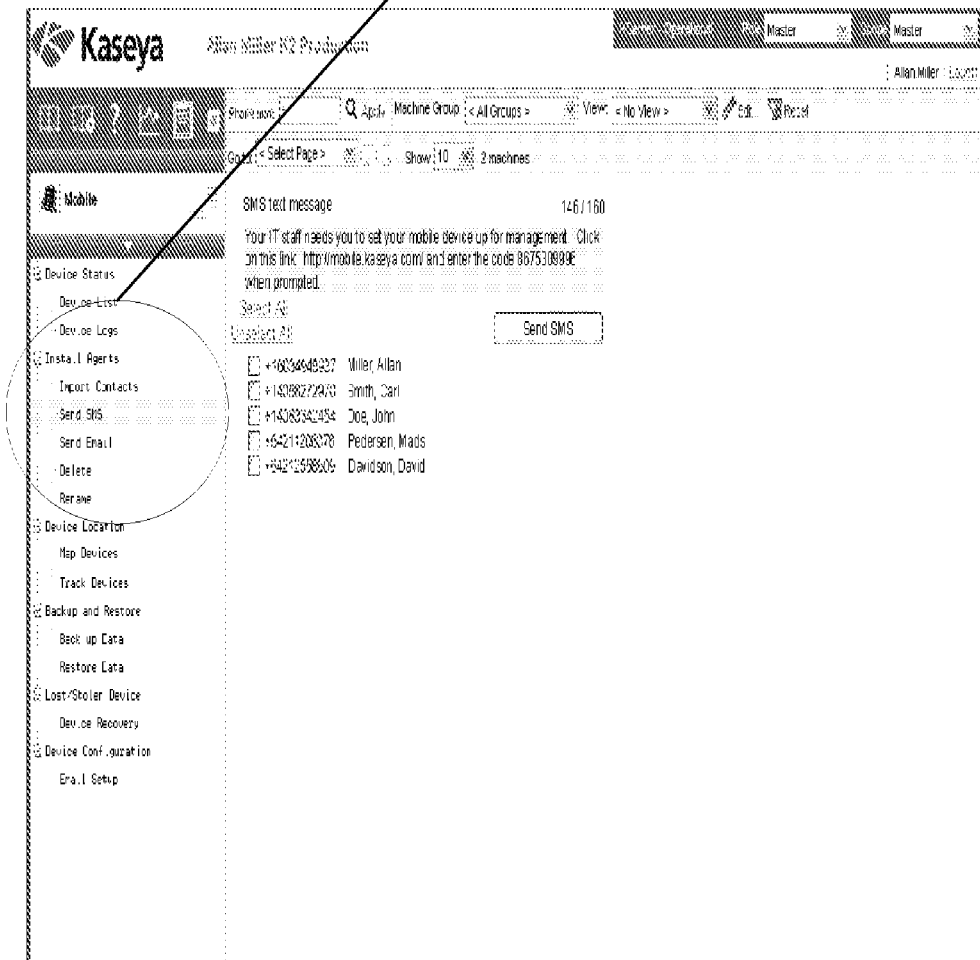 Kaseya
Allan Miller K2 Production
Master
Master
Allan Miller Logout
Apply Machine Group: < All Groups > View: < No View > Edit... Reset
Go to: < Select Page > Show 10 2 machines
Mobile
SMS text message 146 / 160
Your IT staff needs you to set your mobile device up for management. Click
on this link: http://mobile.kaseya.com/ and enter the code 8675309996
when prompted.
Select All
Unselect All
Send SMS
Miller, Allan
Smith, Carl
Doe, John
Pedersen, Mads
Davidson, David
Device Status
Device List
Device Logs
Install Agents
Import Contacts
Send SMS
Send Email
Delete
Rename
Device Location
Map Devices
Track Devices
Backup and Restore
Back up Data
Restore Data
Lost/Stolen Device
Device Recovery
Device Configuration
Email Setup